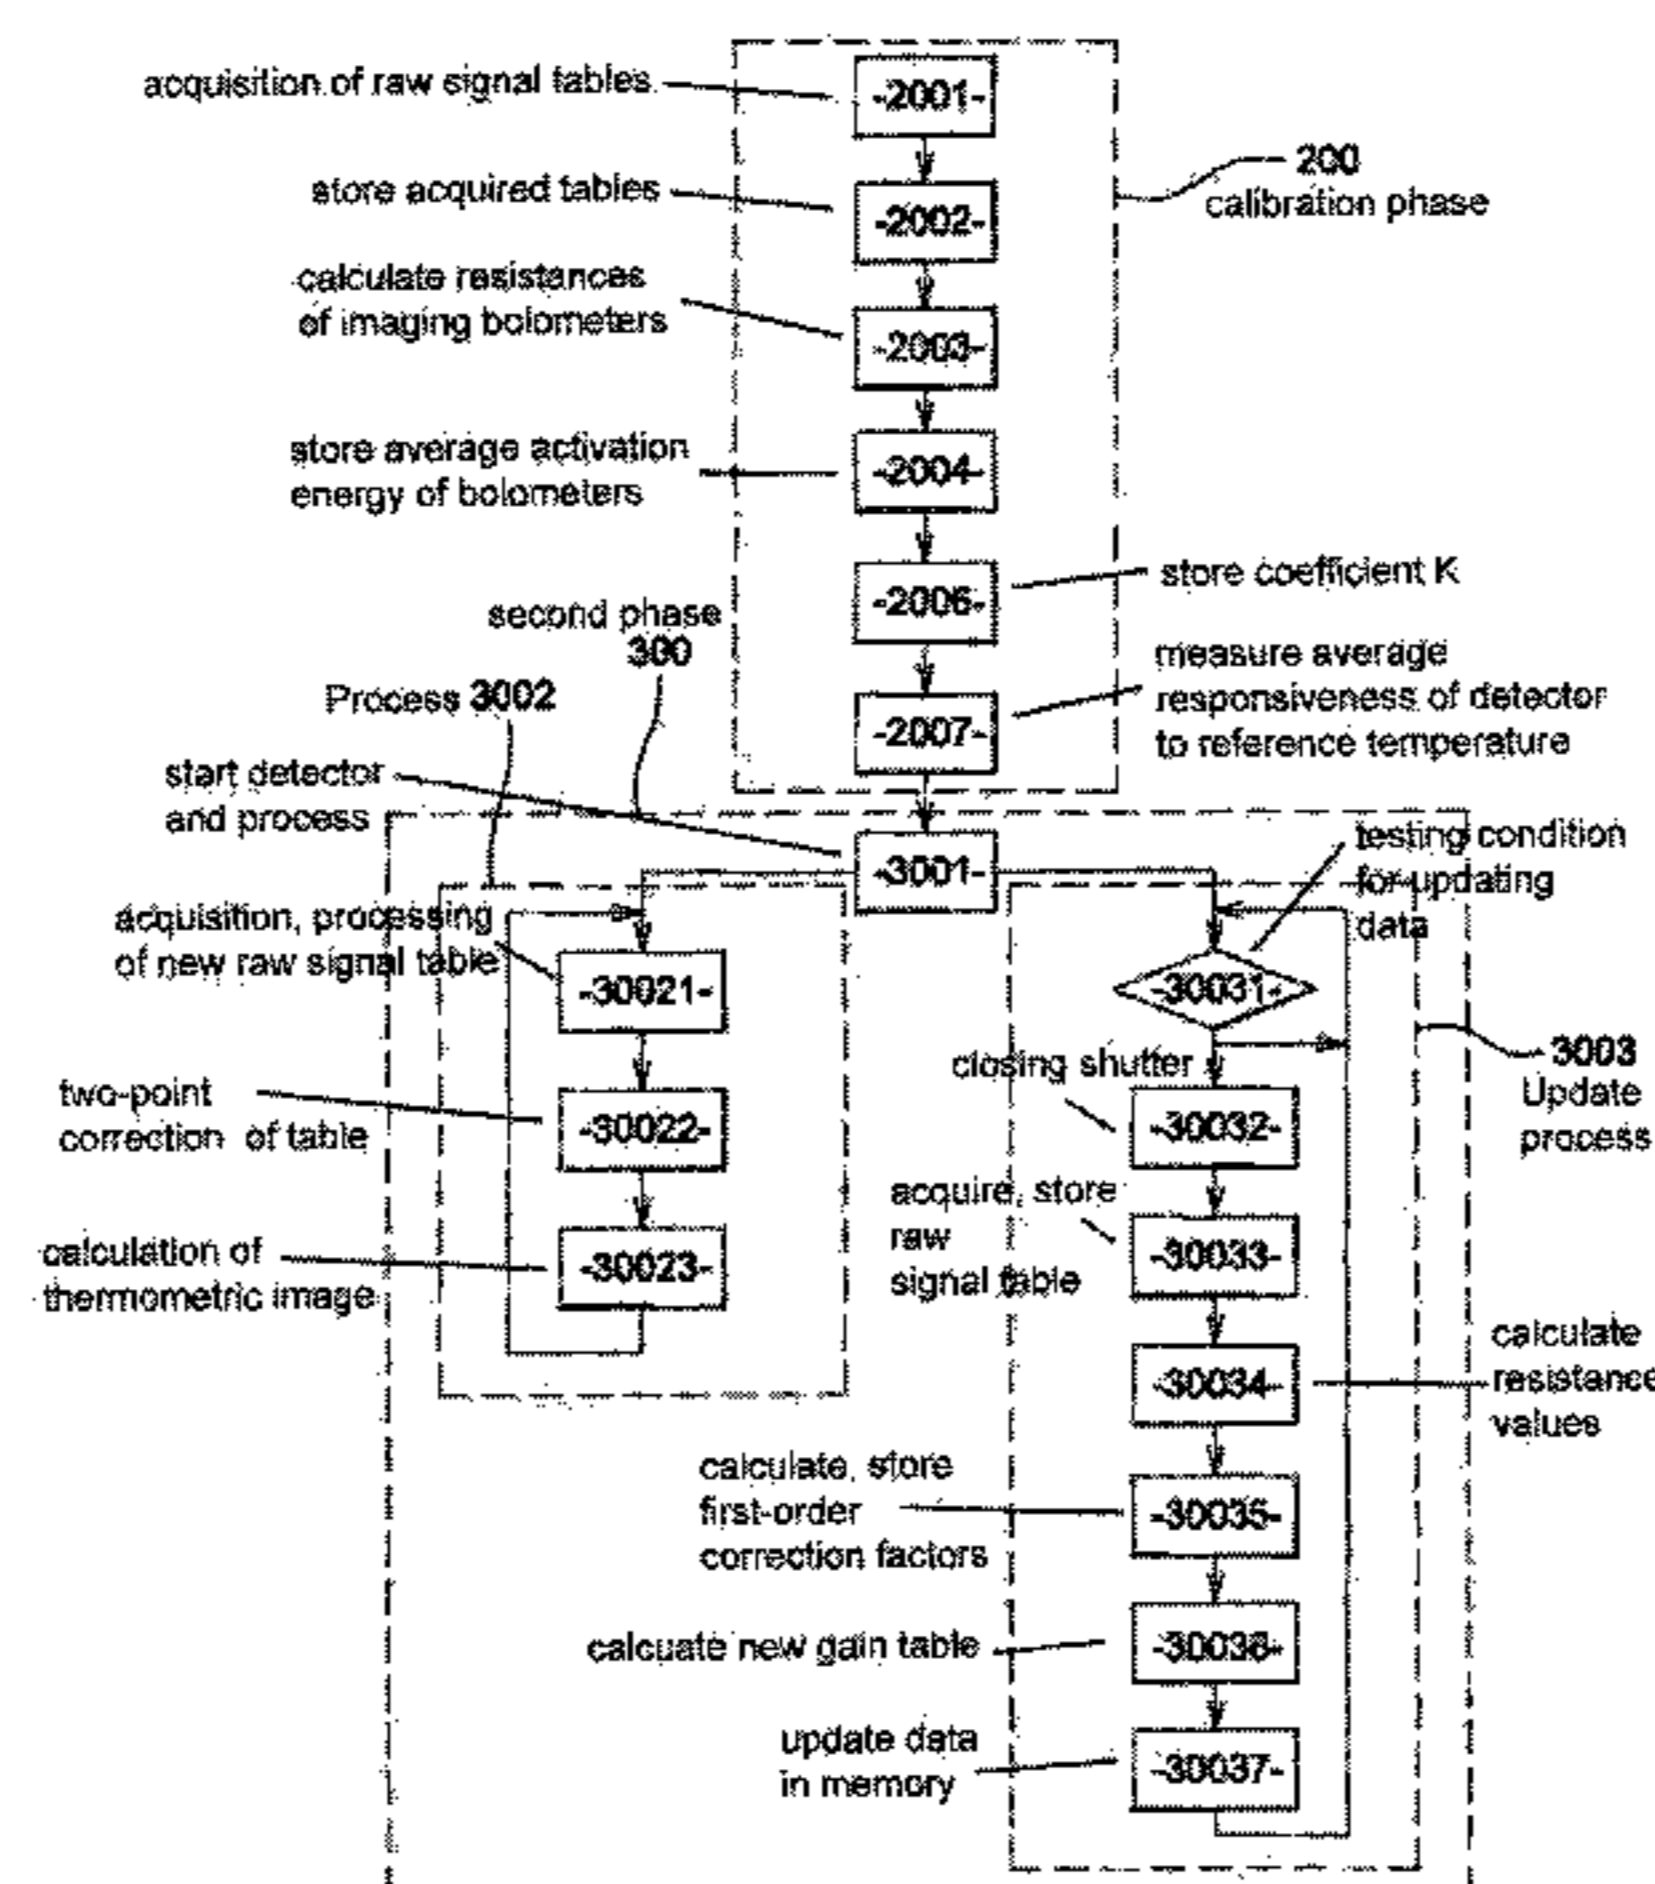 acquisition of raw signal tables
-2001-
200
calibration phase
store acquired tables
-2002-
calculate resistances
of imaging bolometers
-2003-
store average activation
energy of bolometers
-2004-
-2006-
store coefficient K
second phase
300
measure average
responsiveness of detector
to reference temperature
-2007-
Process 3002
start detector
and process
-3001-
testing condition
for updating
data
acquisition, processing
of new raw signal table
-30021-
-30031-
3003
Update
process
closing shutter
two-point
correction of table
-30022-
-30032-
acquire, store
raw
signal table
-30033-
calculation of
thermometric image
-30023-
calculate
resistance
values
-30034-
calculate, store
first-order
correction factors
-30035-
calcuate new gain table
-30036-
update data
in memory
-30037-